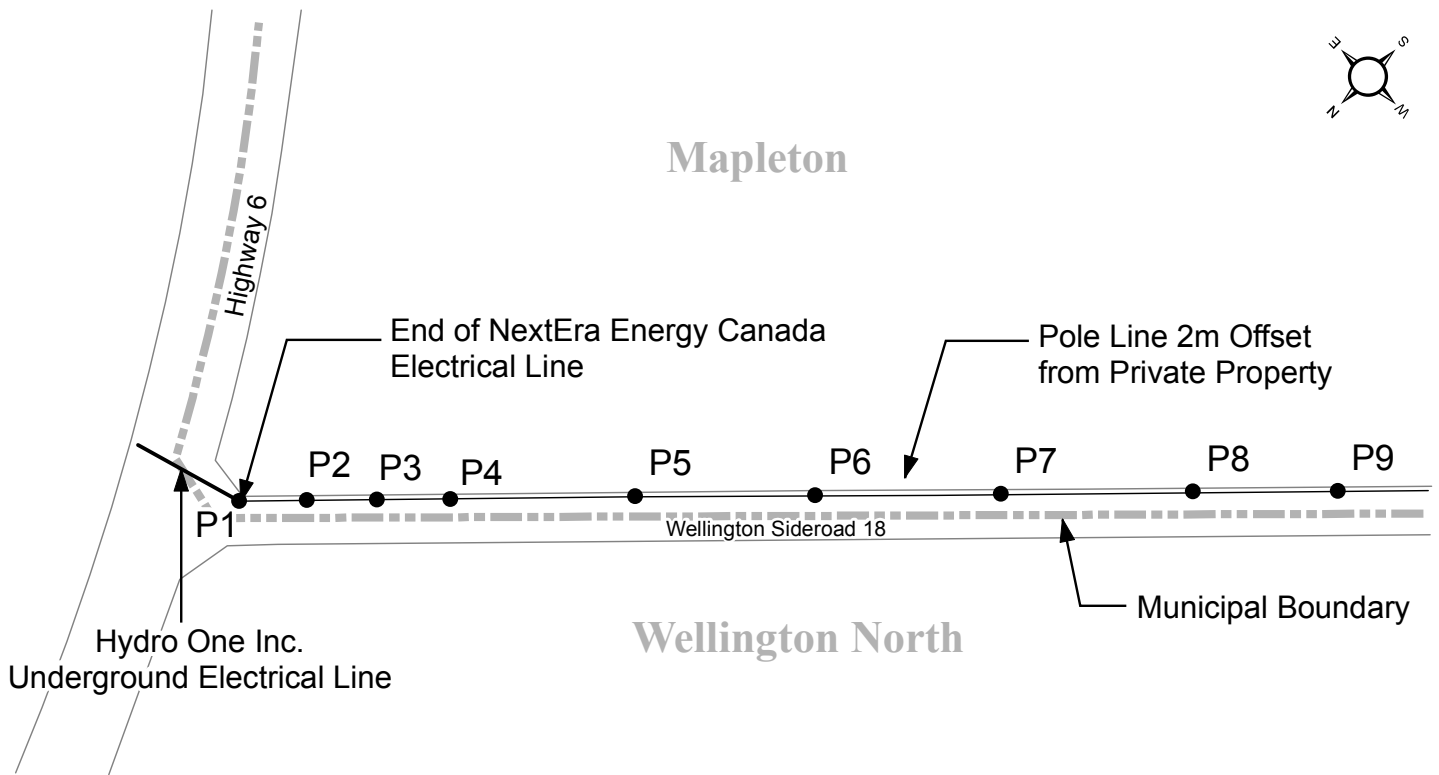 E
S
N
W
Mapleton
Highway 6
End of NextEra Energy Canada
Electrical Line
Pole Line 2m Offset
from Private Property
P1
P2
P3
P4
P5
P6
P7
P8
P9
Wellington Sideroad 18
Municipal Boundary
Wellington North
Hydro One Inc.
Underground Electrical Line